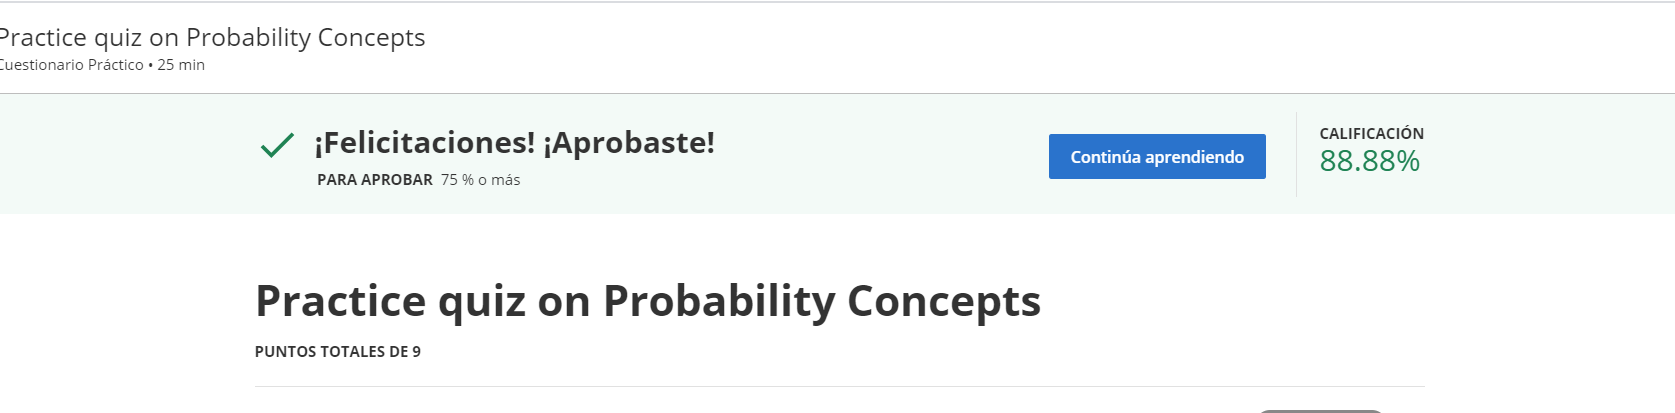 Practice quiz on Probability Concepts
Cuestionario Práctico • 25 min
¡Felicitaciones! ¡Aprobaste!
PARA APROBAR 75 % o más
Continúa aprendiendo
CALIFICACIÓN
88.88%
Practice quiz on Probability Concepts
PUNTOS TOTALES DE 9